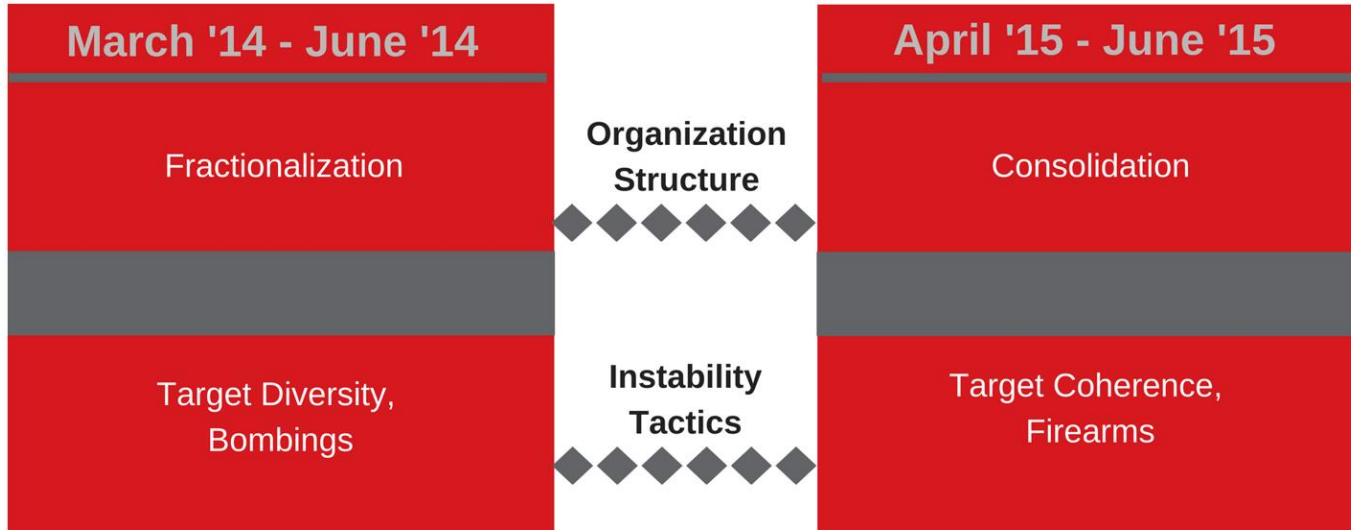 March '14 - June '14
April '15 - June '15
Fractionalization
Organization
Structure
Consolidation
Target Diversity,
Bombings
Instability
Tactics
Target Coherence,
Firearms